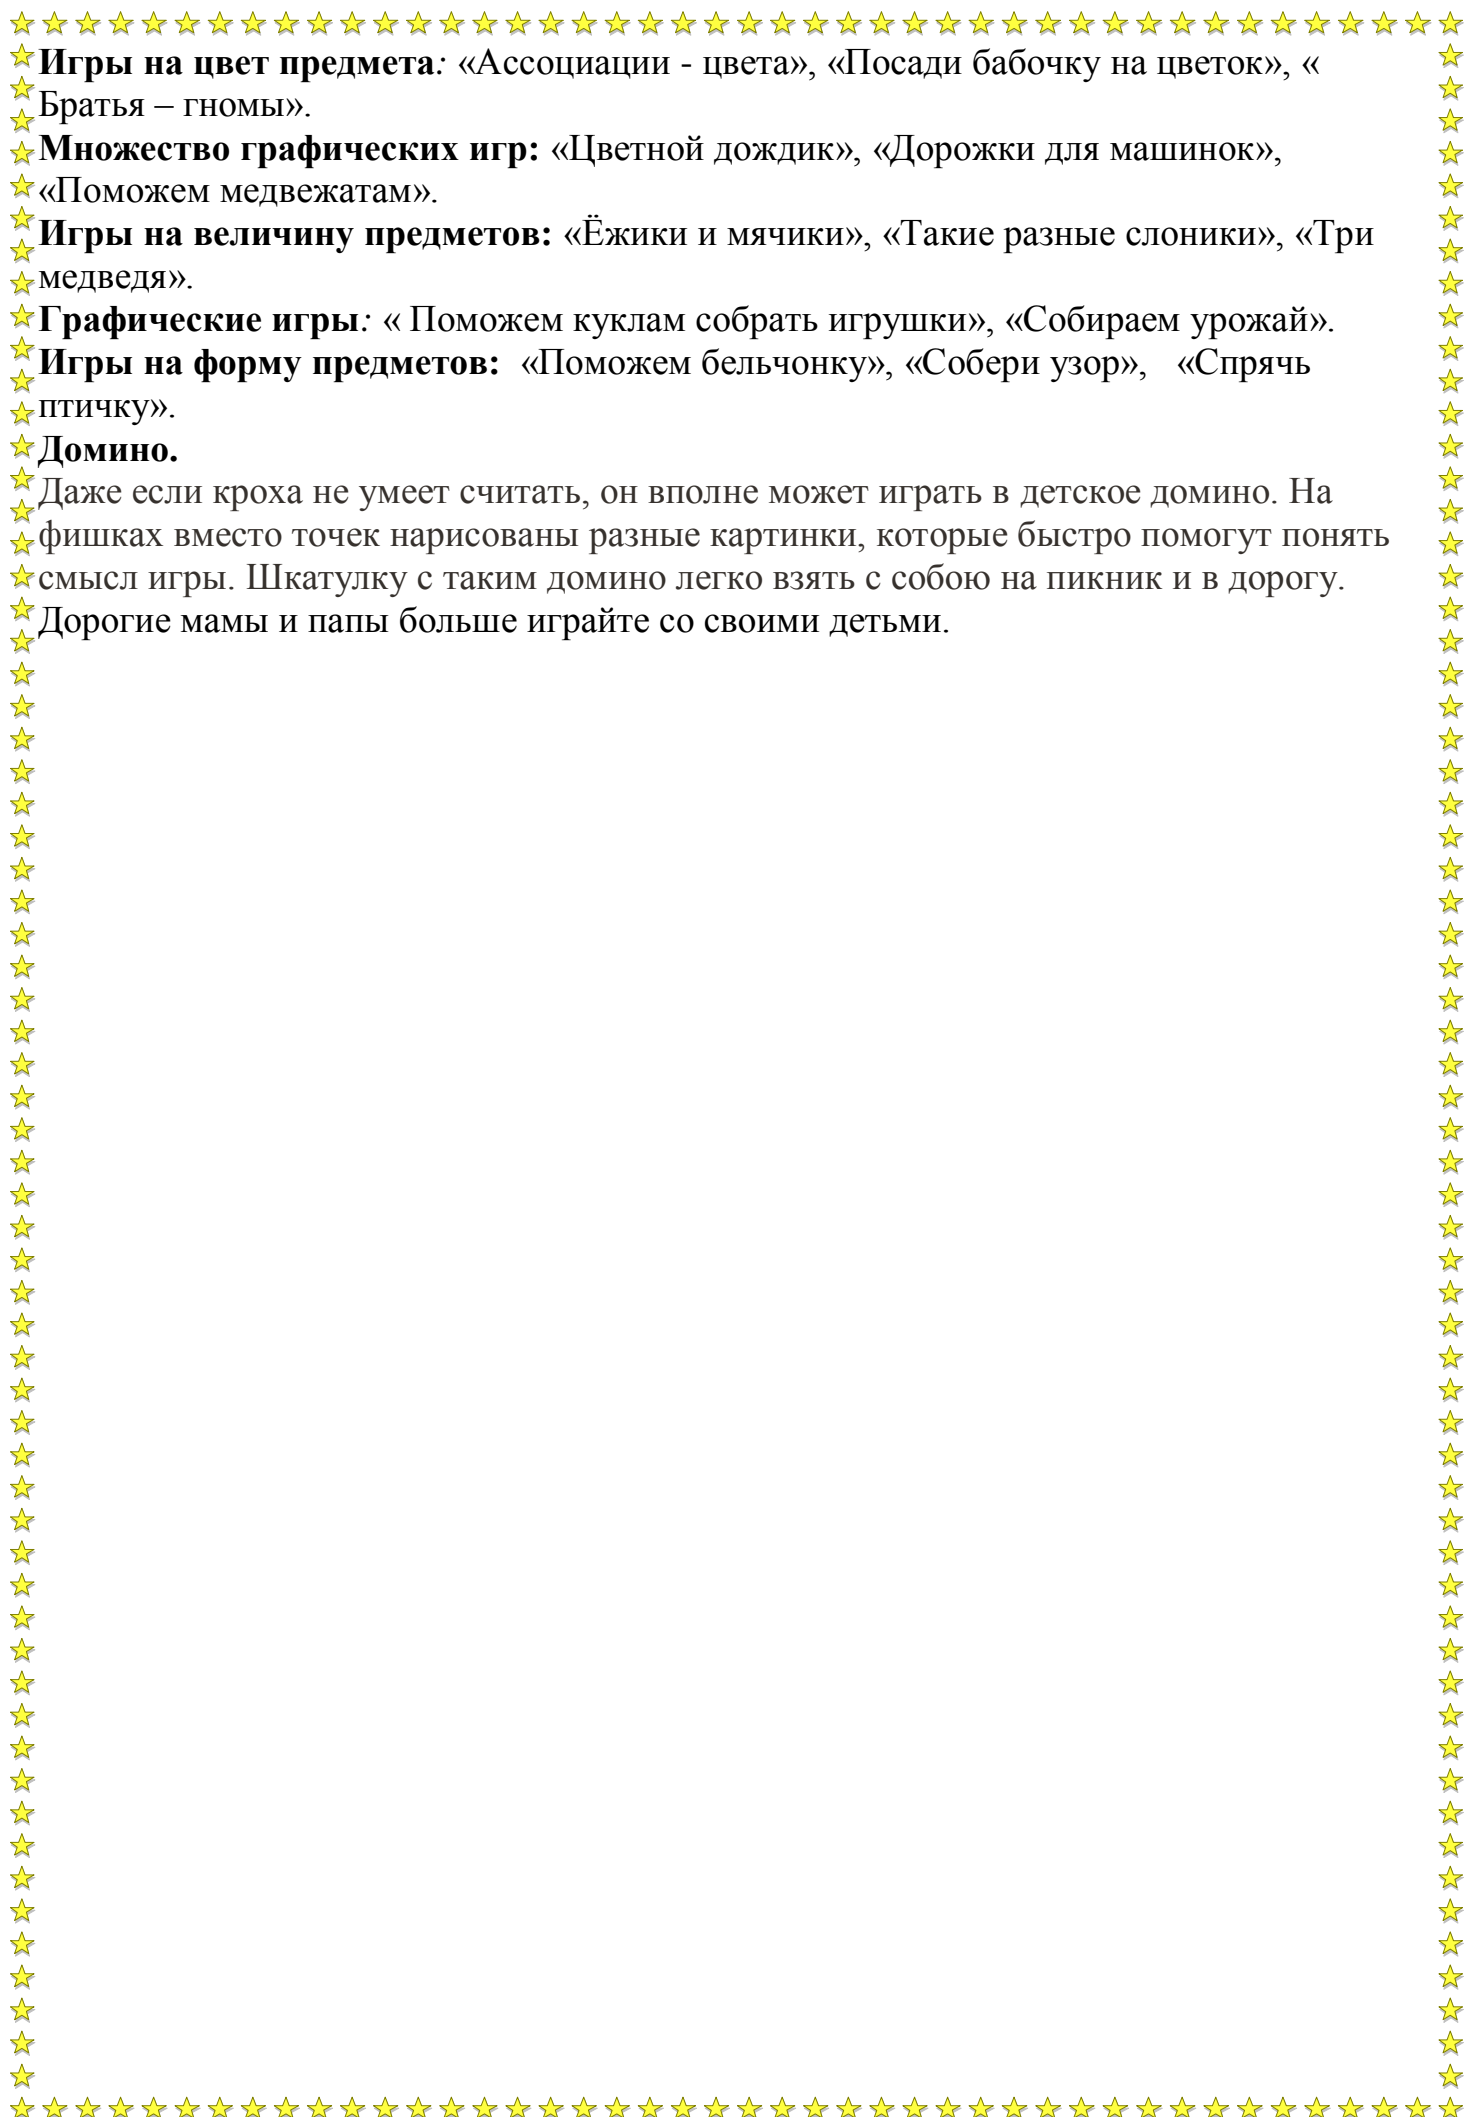 Игры на цвет предмета: «Ассоциации - цвета», «Посади бабочку на цветок», «
Братья – гномы».
Множество графических игр: «Цветной дождик», «Дорожки для машинок»,
«Поможем медвежатам».
Игры на величину предметов: «Ёжики и мячики», «Такие разные слоники», «Три
медведя».
Графические игры: « Поможем куклам собрать игрушки», «Собираем урожай».
Игры на форму предметов:  «Поможем бельчонку», «Собери узор»,   «Спрячь
птичку».
Домино.
Даже если кроха не умеет считать, он вполне может играть в детское домино. На
фишках вместо точек нарисованы разные картинки, которые быстро помогут понять
смысл игры. Шкатулку с таким домино легко взять с собою на пикник и в дорогу.
Дорогие мамы и папы больше играйте со своими детьми.